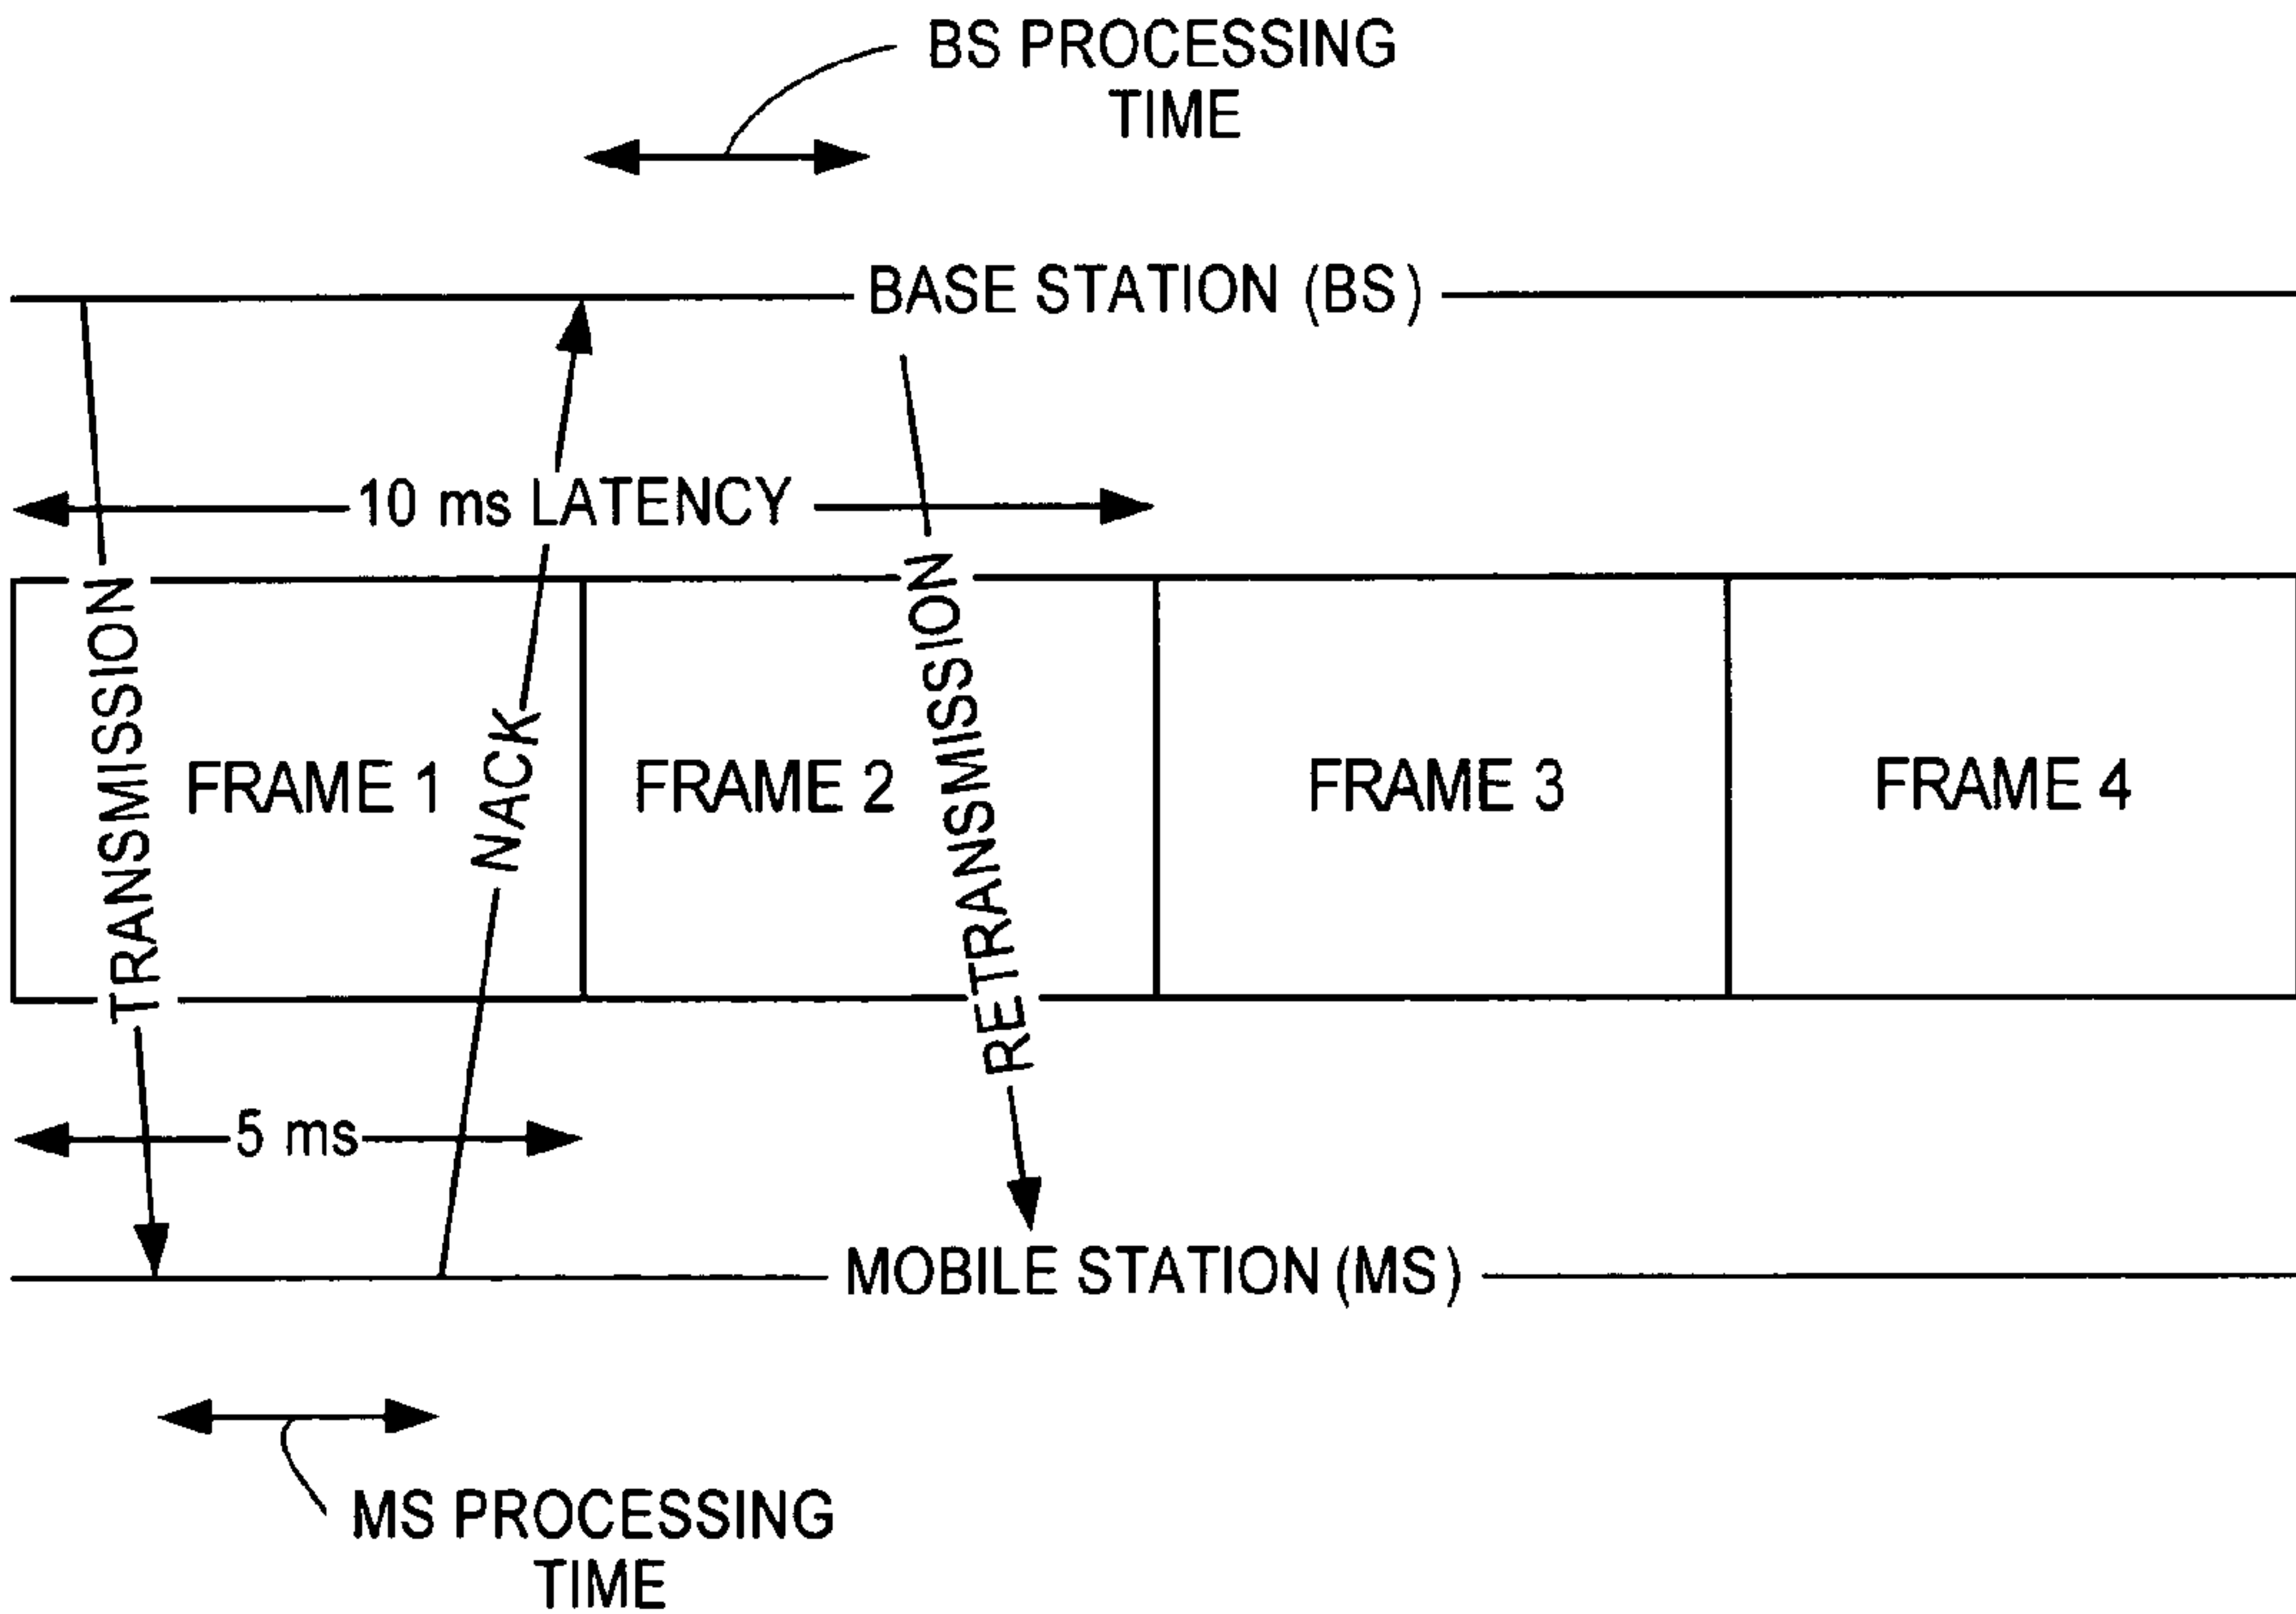 BS PROCESSING
TIME
BASE STATION (BS)
10 ms LATENCY
TRANSMISSION
FRAME 1
NACK
FRAME 2
RETRANSMISSION
FRAME 3
FRAME 4
5 ms
MOBILE STATION (MS)
MS PROCESSING
TIME